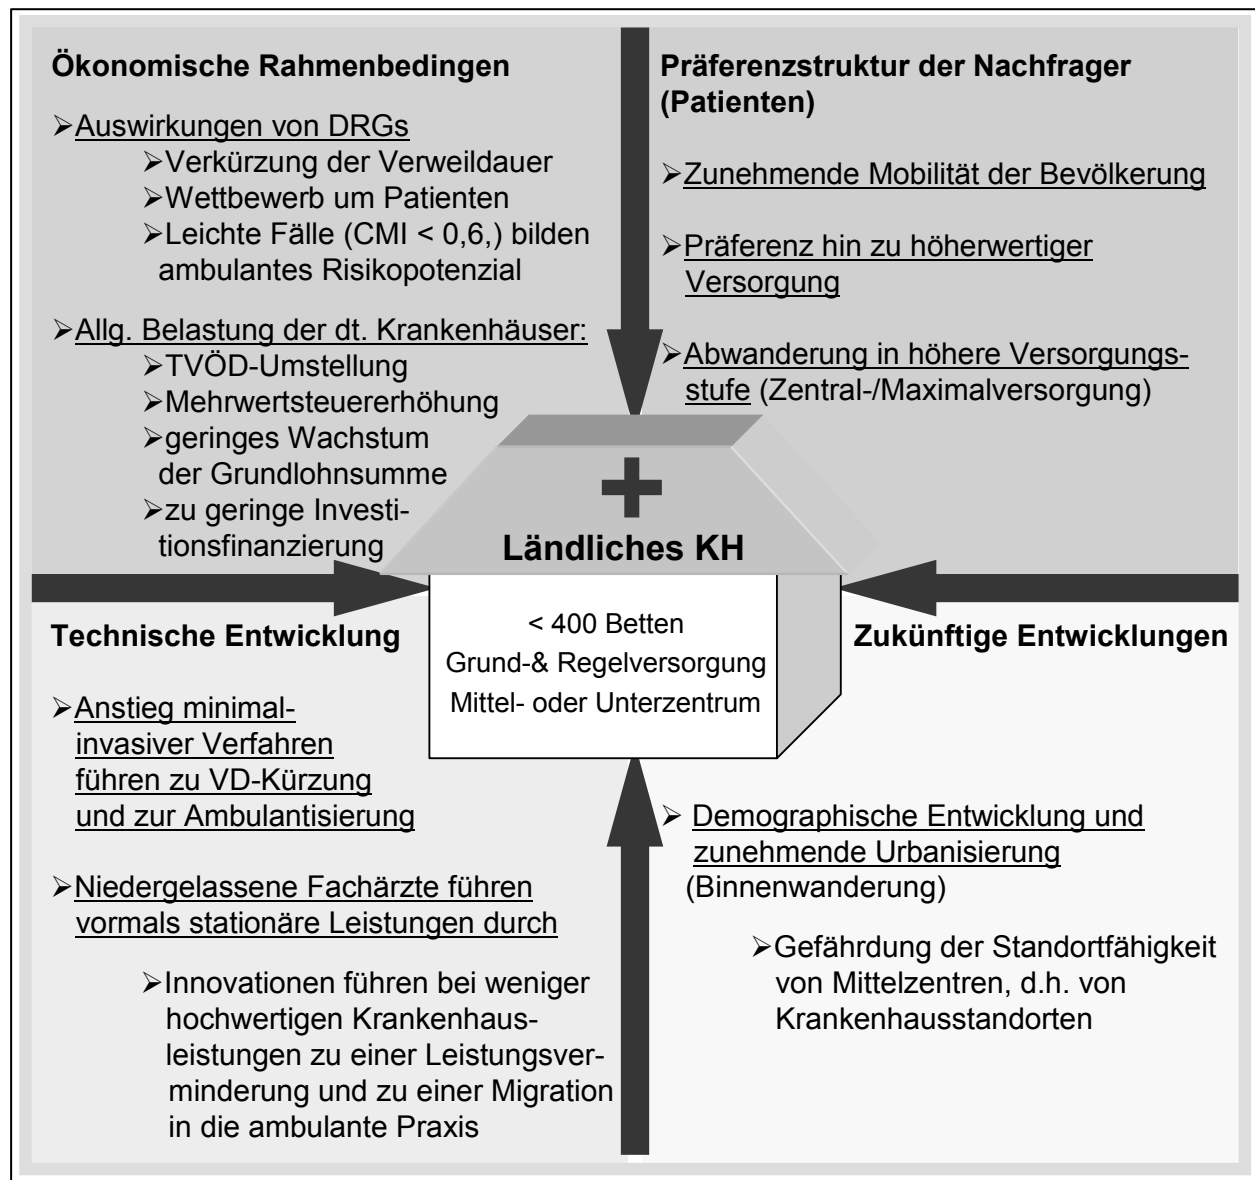 Ökonomische Rahmenbedingen
➢Auswirkungen von DRGs
➢Verkürzung der Verweildauer
➢Wettbewerb um Patienten
➢Leichte Fälle (CMI < 0,6,) bilden
ambulantes Risikopotenzial
➢Allg. Belastung der dt. Krankenhäuser:
➢TVÖD-Umstellung
➢Mehrwertsteuererhöhung
➢geringes Wachstum
der Grundlohnsumme
➢zu geringe Investi-
tionsfinanzierung
Präferenzstruktur der Nachfrager
(Patienten)
➢Zunehmende Mobilität der Bevölkerung
➢Präferenz hin zu höherwertiger
Versorgung
➢Abwanderung in höhere Versorgungs-
stufe (Zentral-/Maximalversorgung)
Ländliches KH
< 400 Betten
Grund-& Regelversorgung
Mittel- oder Unterzentrum
Technische Entwicklung
➢Anstieg minimal-
invasiver Verfahren
führen zu VD-Kürzung
und zur Ambulantisierung
➢Niedergelassene Fachärzte führen
vormals stationäre Leistungen durch
➢Innovationen führen bei weniger
hochwertigen Krankenhaus-
leistungen zu einer Leistungsver-
minderung und zu einer Migration
in die ambulante Praxis
Zukünftige Entwicklungen
➢ Demographische Entwicklung und
zunehmende Urbanisierung
(Binnenwanderung)
➢Gefährdung der Standortfähigkeit
von Mittelzentren, d.h. von
Krankenhausstandorten